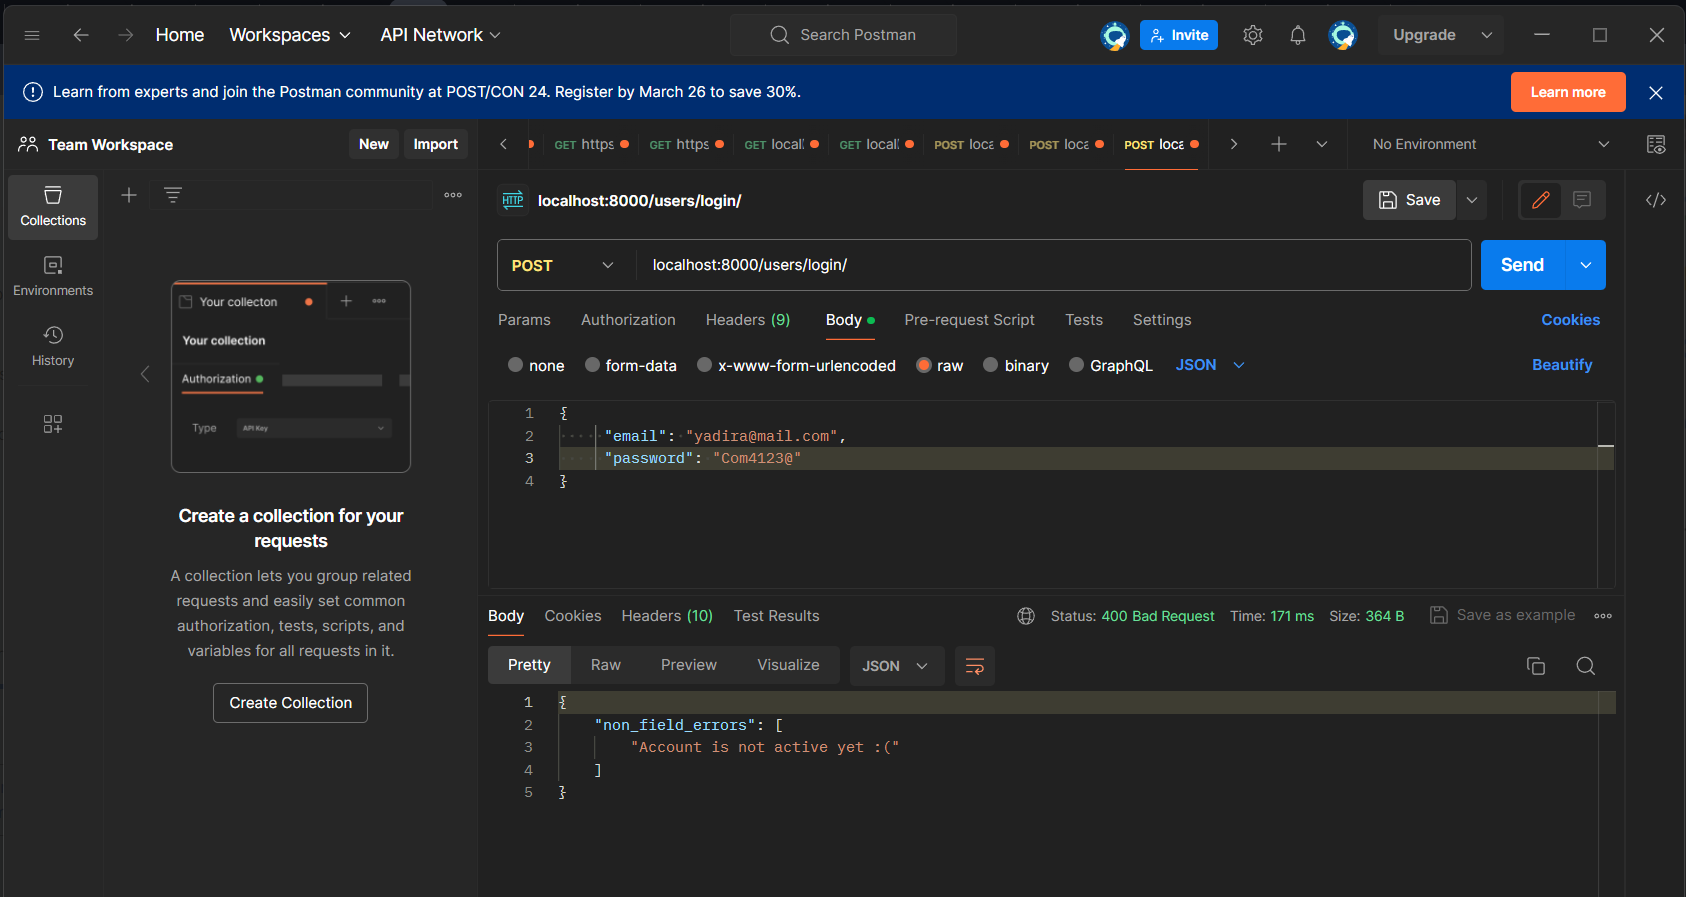 Home Workspaces API Network Search Postman Invite Upgrade
Learn from experts and join the Postman community at POST/CON 24. Register by March 26 to save 30%. Learn more
Team Workspace New Import GET https GET https GET local GET local POST loca POST loca POST loca No Environment
Collections
Environments
History
Your collecton
Your collection
Authorization
Type API Key
Create a collection for your
requests
A collection lets you group related
requests and easily set common
authorization, tests, scripts, and
variables for all requests in it.
Create Collection
HTTP localhost:8000/users/login/ Save
POST localhost:8000/users/login/ Send
Params Authorization Headers (9) Body Pre-request Script Tests Settings Cookies
none form-data x-www-form-urlencoded raw binary GraphQL JSON Beautify
1 {
2 "email": "yadira@mail.com",
3 "password": "Com4123@"
4 }
Body Cookies Headers (10) Test Results Status: 400 Bad Request Time: 171 ms Size: 364 B Save as example
Pretty Raw Preview Visualize JSON
1 {
2 "non_field_errors": [
3 "Account is not active yet :("
4 ]
5 }